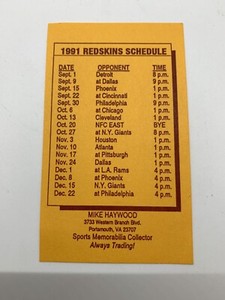 1991 REDSKINS SCHEDULE
DATE OPPONENT TIME
Sept. 1 Detroit 8 p.m.
Sept. 9 at Dallas 9 p.m.
Sept. 15 Phoenix 1 p.m.
Sept. 22 at Cincinnati 1 p.m.
Sept. 30 Philadelphia 9 p.m.
Oct. 6 at Chicago 1 p.m.
Oct. 13 Cleveland 1 p.m.
Oct. 20 NFC EAST BYE
Oct. 27 at N.Y. Giants 8 p.m.
Nov. 3 Houston 1 p.m.
Nov. 10 Atlanta 1 p.m.
Nov. 17 at Pittsburgh 1 p.m.
Nov. 24 Dallas 1 p.m.
Dec. 1 at L.A. Rams 4 p.m.
Dec. 8 at Phoenix 4 p.m.
Dec. 15 N.Y. Giants 4 p.m.
Dec. 22 at Philadelphia 4 p.m.
MIKE HAYWOOD
3733 Western Branch Blvd.
Portsmouth, VA 23707
Sports Memorabilia Collector
Always Trading!